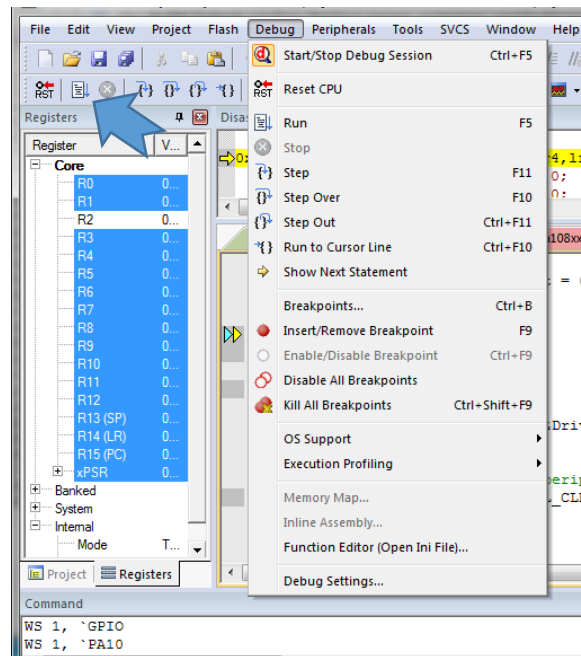 File Edit View Project Flash Debug Peripherals Tools SVCS Window Help
Start/Stop Debug Session Ctrl+F5
RST
RST Reset CPU
Registers
Disa
Run F5
Register V...
Stop
Core
Step F11
R0 0...
Step Over F10
R1 0...
R2 0...
Step Out Ctrl+F11
R3 0...
Run to Cursor Line Ctrl+F10
R4 0...
Show Next Statement
R5 0...
R6 0...
Breakpoints... Ctrl+B
R7 0...
Insert/Remove Breakpoint F9
R8 0...
R9 0...
Enable/Disable Breakpoint Ctrl+F9
R10 0...
Disable All Breakpoints
R11 0...
Kill All Breakpoints Ctrl+Shift+F9
R12 0...
R13 (SP) 0...
R14 (LR) 0...
OS Support
R15 (PC) 0...
Execution Profiling
xPSR 0...
Banked
Memory Map...
System
Inline Assembly...
Internal
Function Editor (Open Ini File)...
Mode T...
Project Registers
Debug Settings...
Command
WS 1, `GPIO
WS 1, `PA10